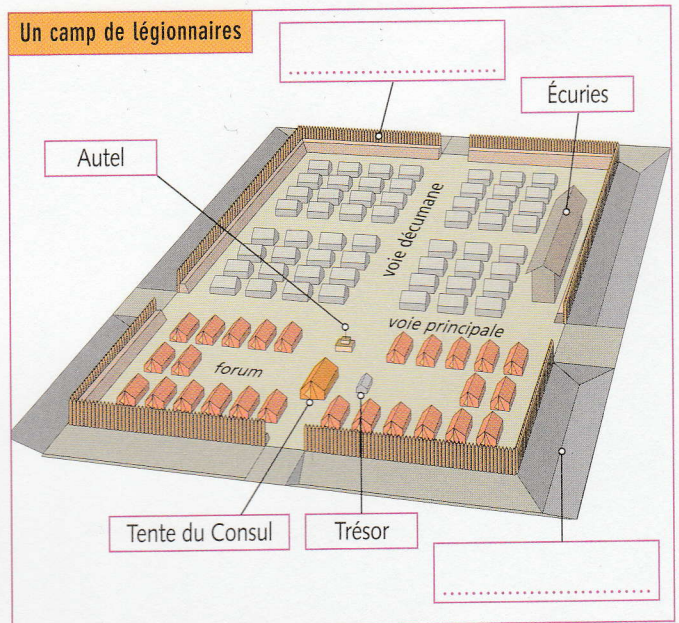 Un camp de légionnaires
Écuries
Autel
voie décumane
voie principale
forum
Tente du Consul
Trésor